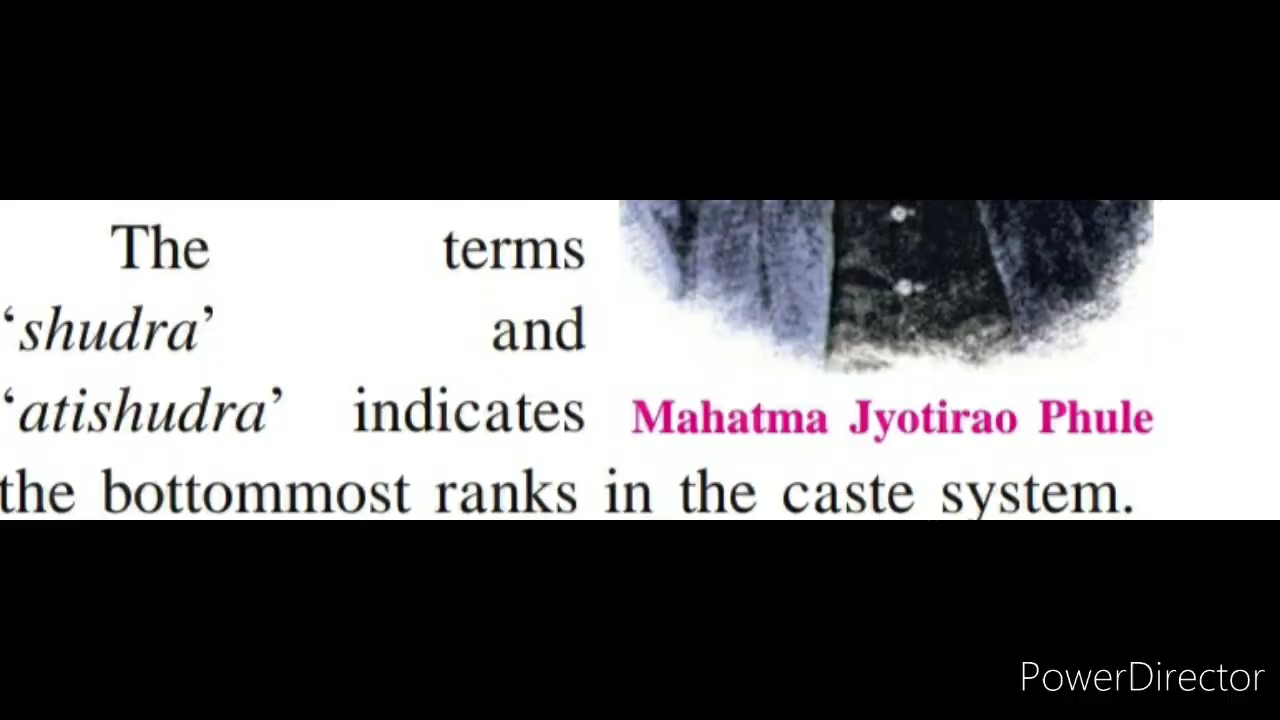 The terms
‘shudra’ and
‘atishudra’ indicates
Mahatma Jyotirao Phule
the bottommost ranks in the caste system.
PowerDirector